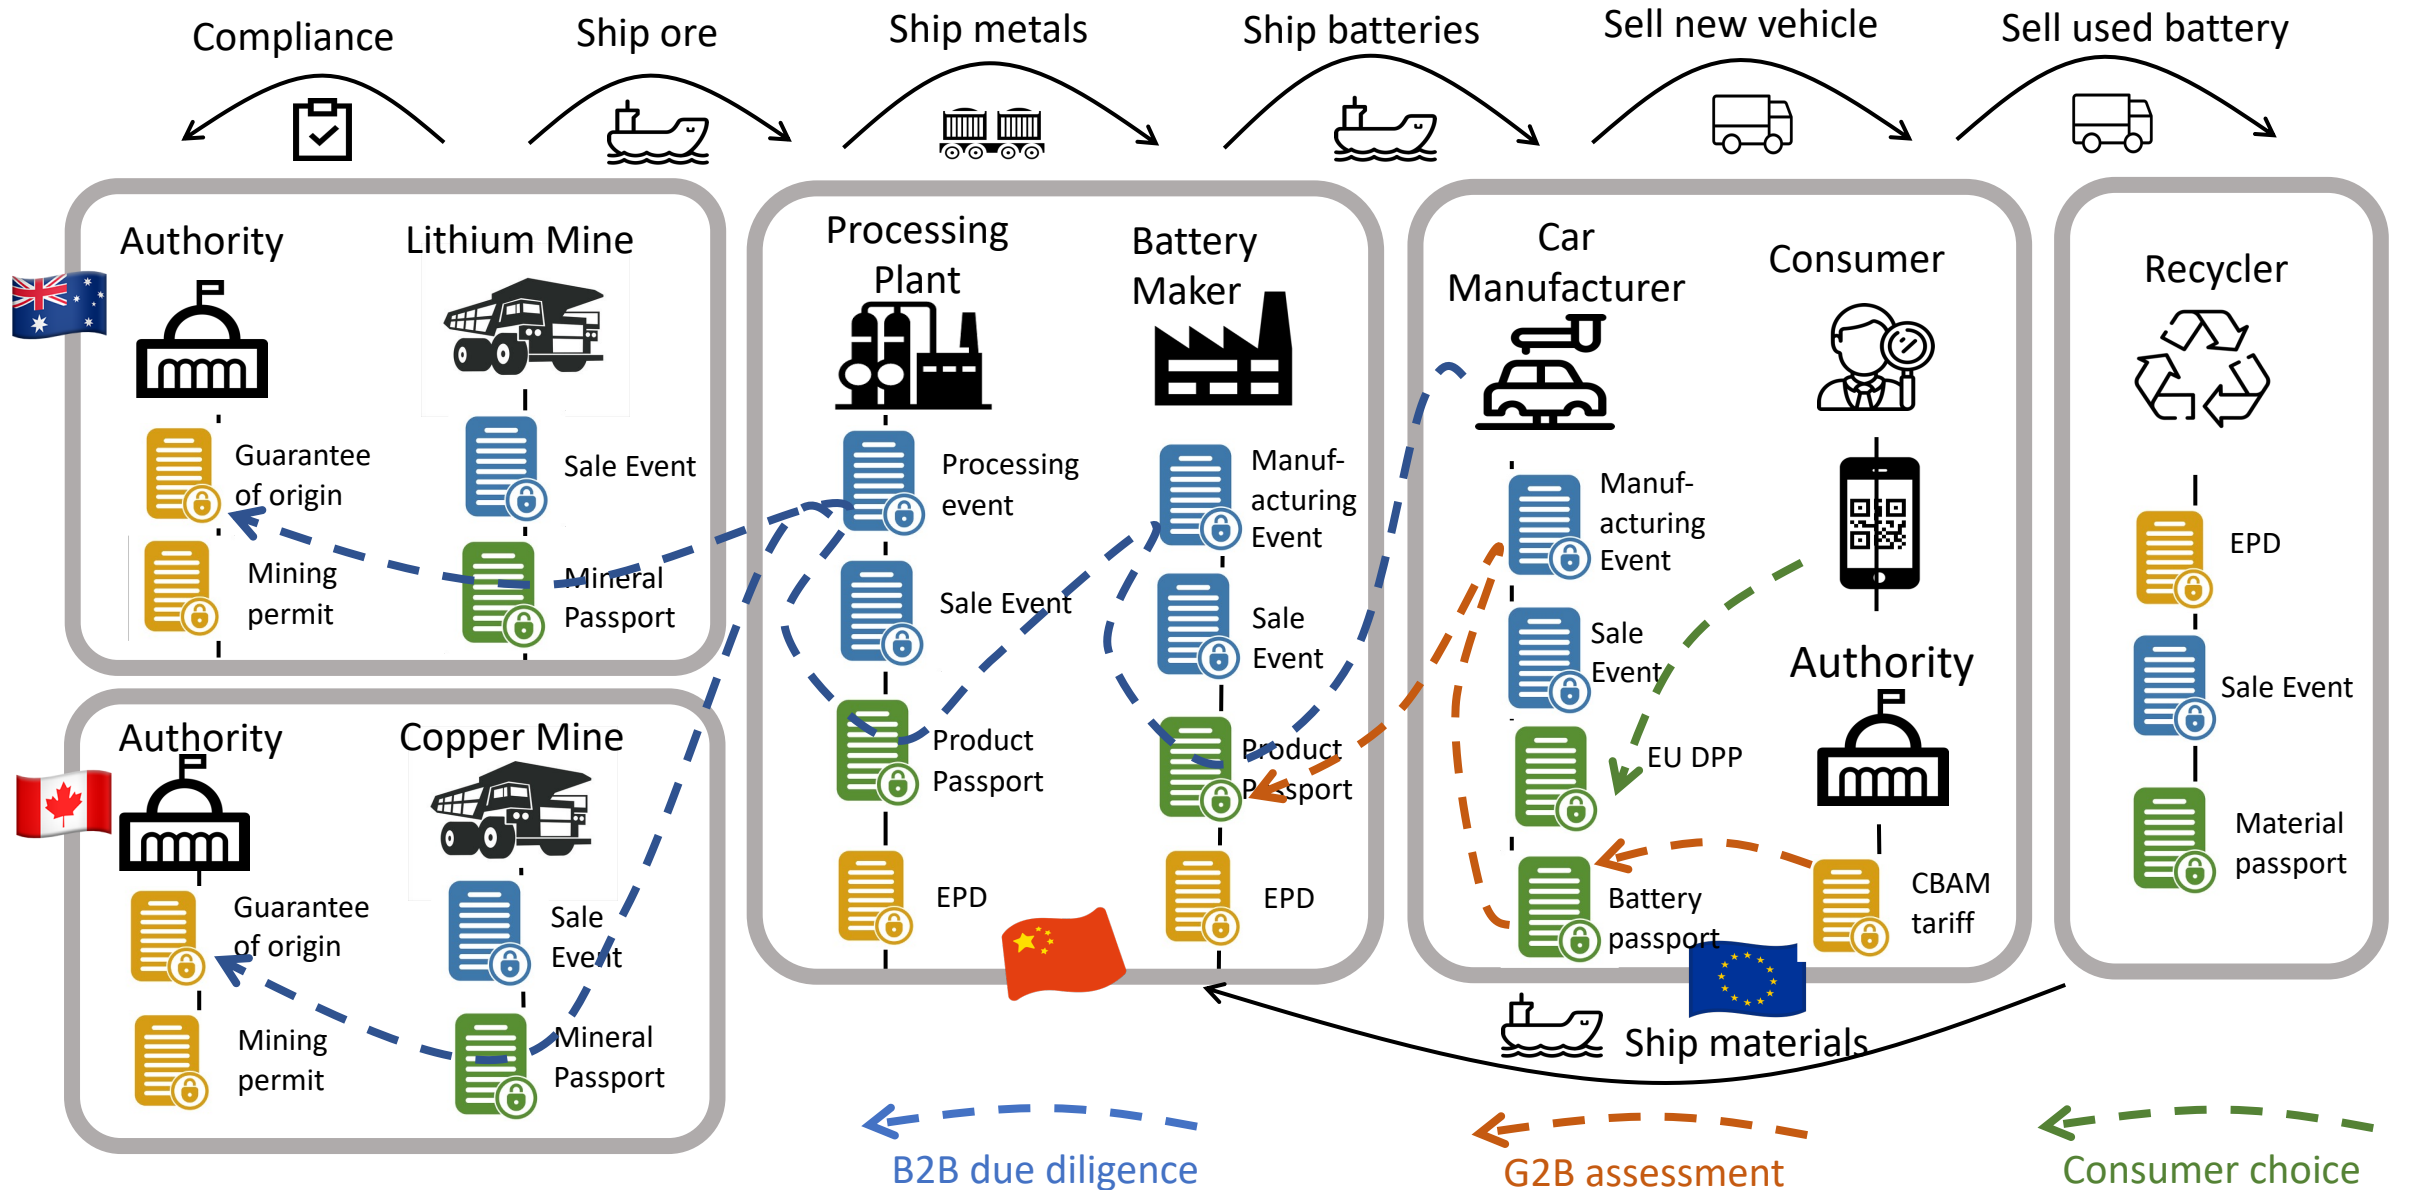 Compliance
Ship ore
Ship metals
Ship batteries
Sell new vehicle
Sell used battery
Authority
Lithium Mine
Guarantee
of origin
Sale Event
Mining
permit
Mineral
Passport
Authority
Copper Mine
Guarantee
of origin
Sale
Event
Mining
permit
Mineral
Passport
Processing
Plant
Processing
event
Sale Event
Product
Passport
EPD
Battery
Maker
Manuf-
acturing
Event
Sale
Event
Product
Passport
EPD
Car
Manufacturer
Manuf-
acturing
Event
Sale
Event
EU DPP
Battery
passport
Consumer
Authority
CBAM
tariff
Recycler
EPD
Sale Event
Material
passport
Ship materials
B2B due diligence
G2B assessment
Consumer choice